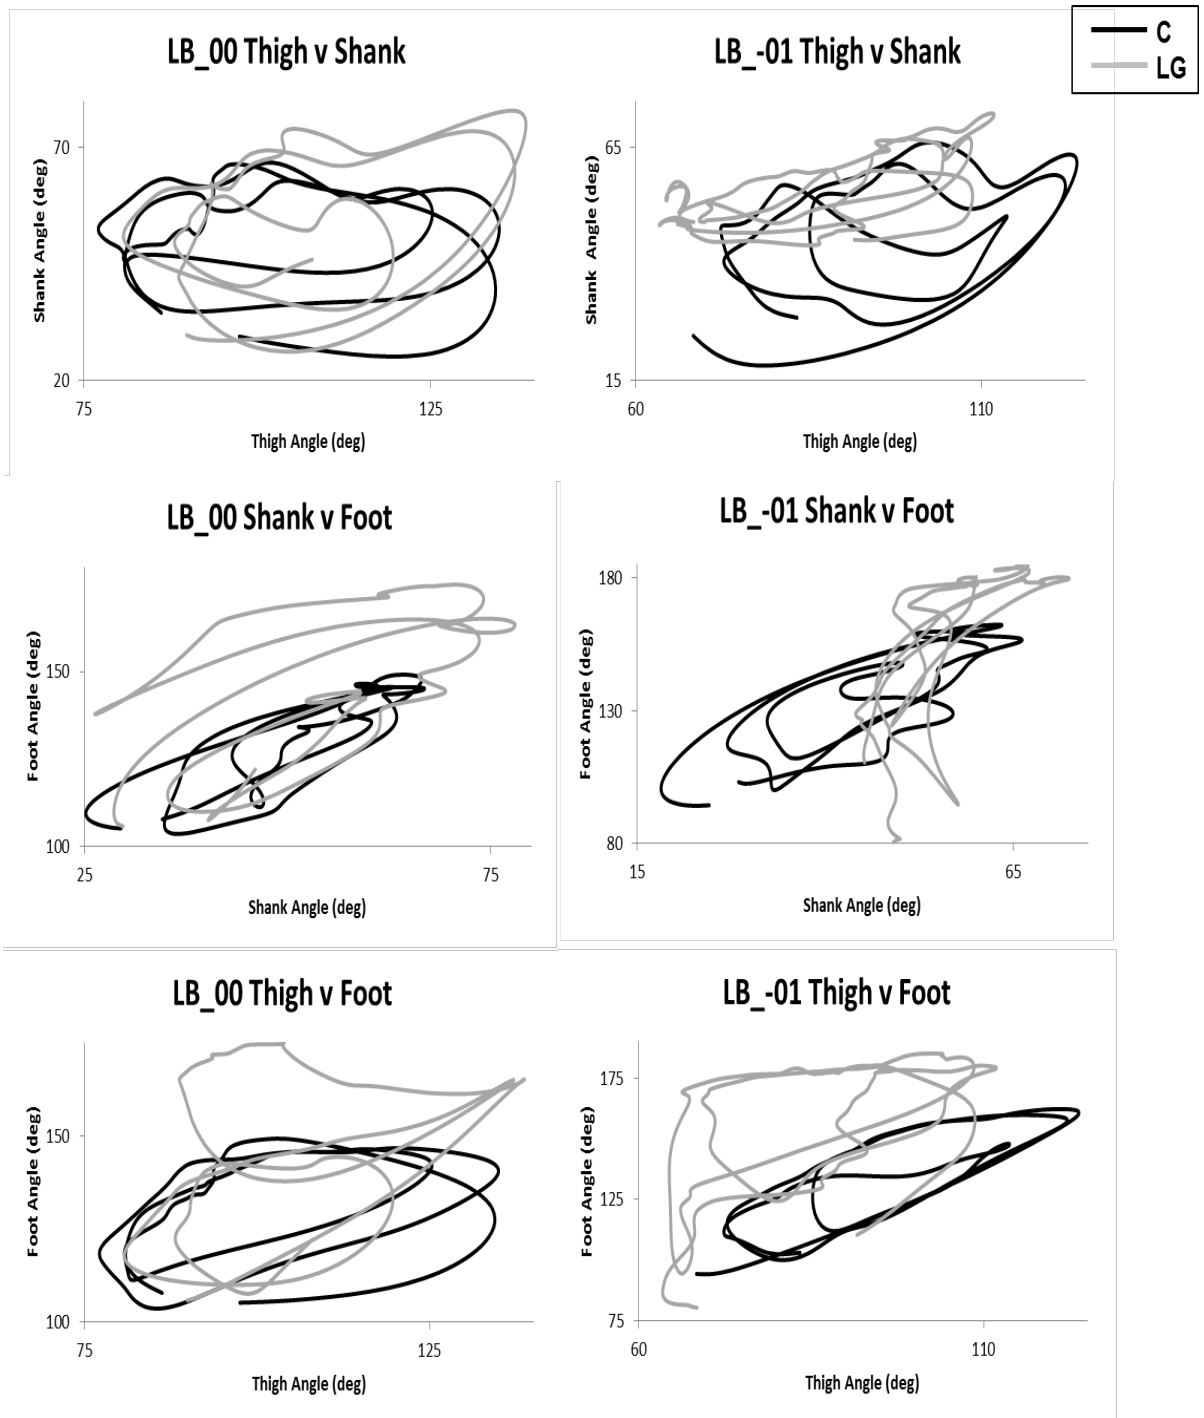 C
LG
LB_00 Thigh v Shank
70
20
75
125
Shank Angle (deg)
Thigh Angle (deg)
LB_-01 Thigh v Shank
65
15
60
110
Shank Angle (deg)
Thigh Angle (deg)
LB_00 Shank v Foot
150
100
25
75
Foot Angle (deg)
Shank Angle (deg)
LB_-01 Shank v Foot
180
130
80
15
65
Foot Angle (deg)
Shank Angle (deg)
LB_00 Thigh v Foot
150
100
75
125
Foot Angle (deg)
Thigh Angle (deg)
LB_-01 Thigh v Foot
175
125
75
60
110
Foot Angle (deg)
Thigh Angle (deg)